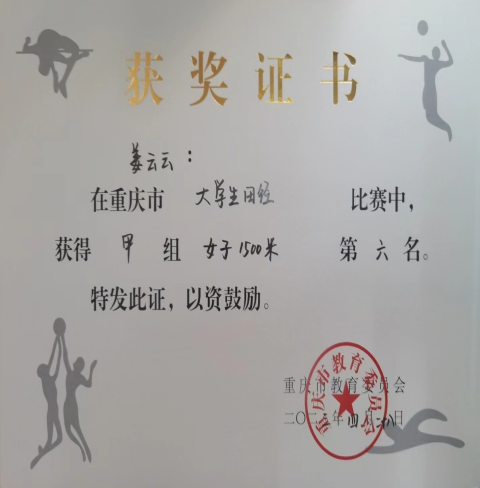 获奖证书
姜云云：
在重庆市 大学生田径 比赛中，
获得 甲 组 女子1500米 第 六 名。
特发此证，以资鼓励。
重庆市教育委员会
二〇二 年四月 日
重庆市教育委员会